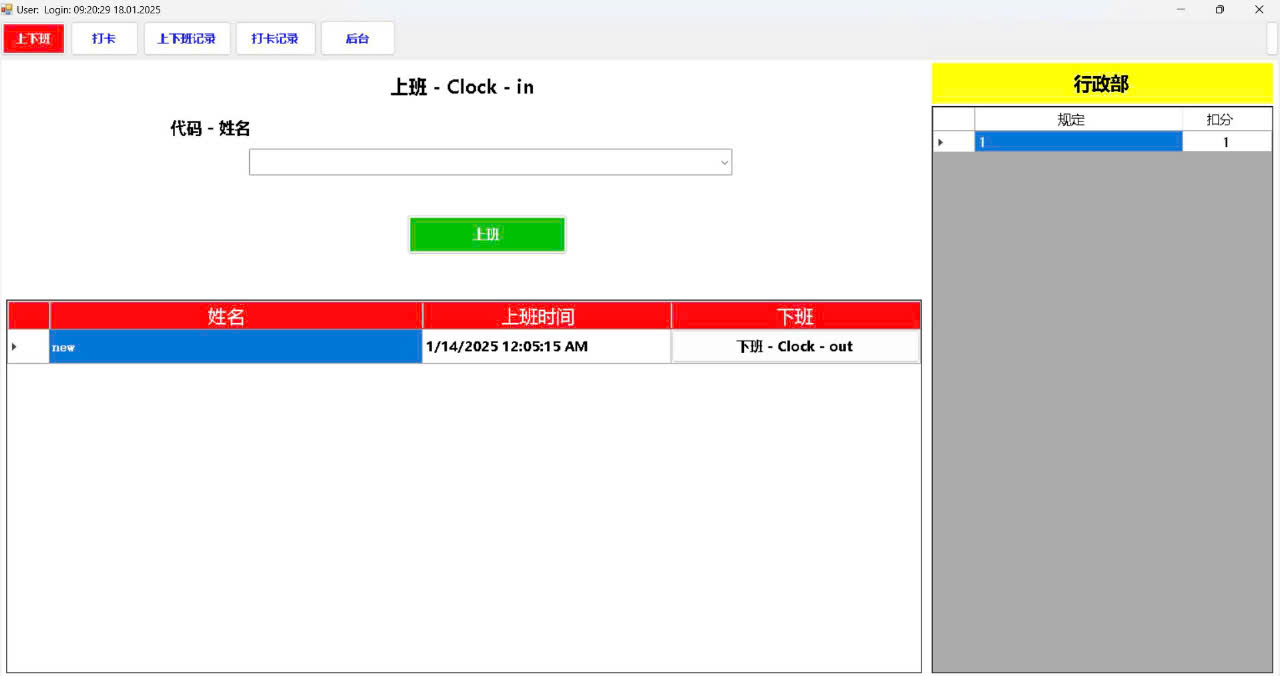 User: Login: 09:20:29 18.01.2025
上下班 打卡 上下班记录 打卡记录 后台
上班 - Clock - in
代码 - 姓名
上班
姓名 上班时间 下班
new 1/14/2025 12:05:15 AM 下班 - Clock - out
行政部
规定 扣分
1 1